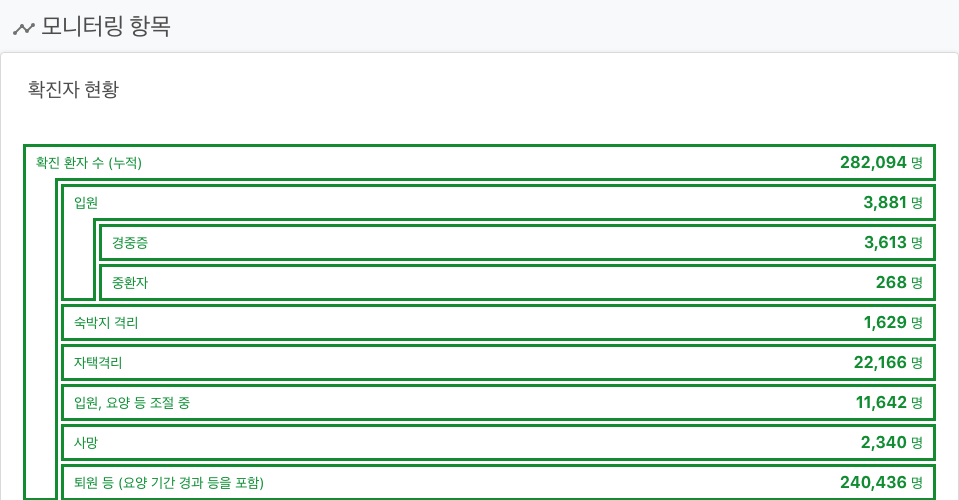 모니터링 항목
확진자 현황
확진 환자 수 (누적) 282,094 명
입원 3,881 명
경중증 3,613 명
중환자 268 명
숙박지 격리 1,629 명
자택격리 22,166 명
입원, 요양 등 조절 중 11,642 명
사망 2,340 명
퇴원 등 (요양 기간 경과 등을 포함) 240,436 명